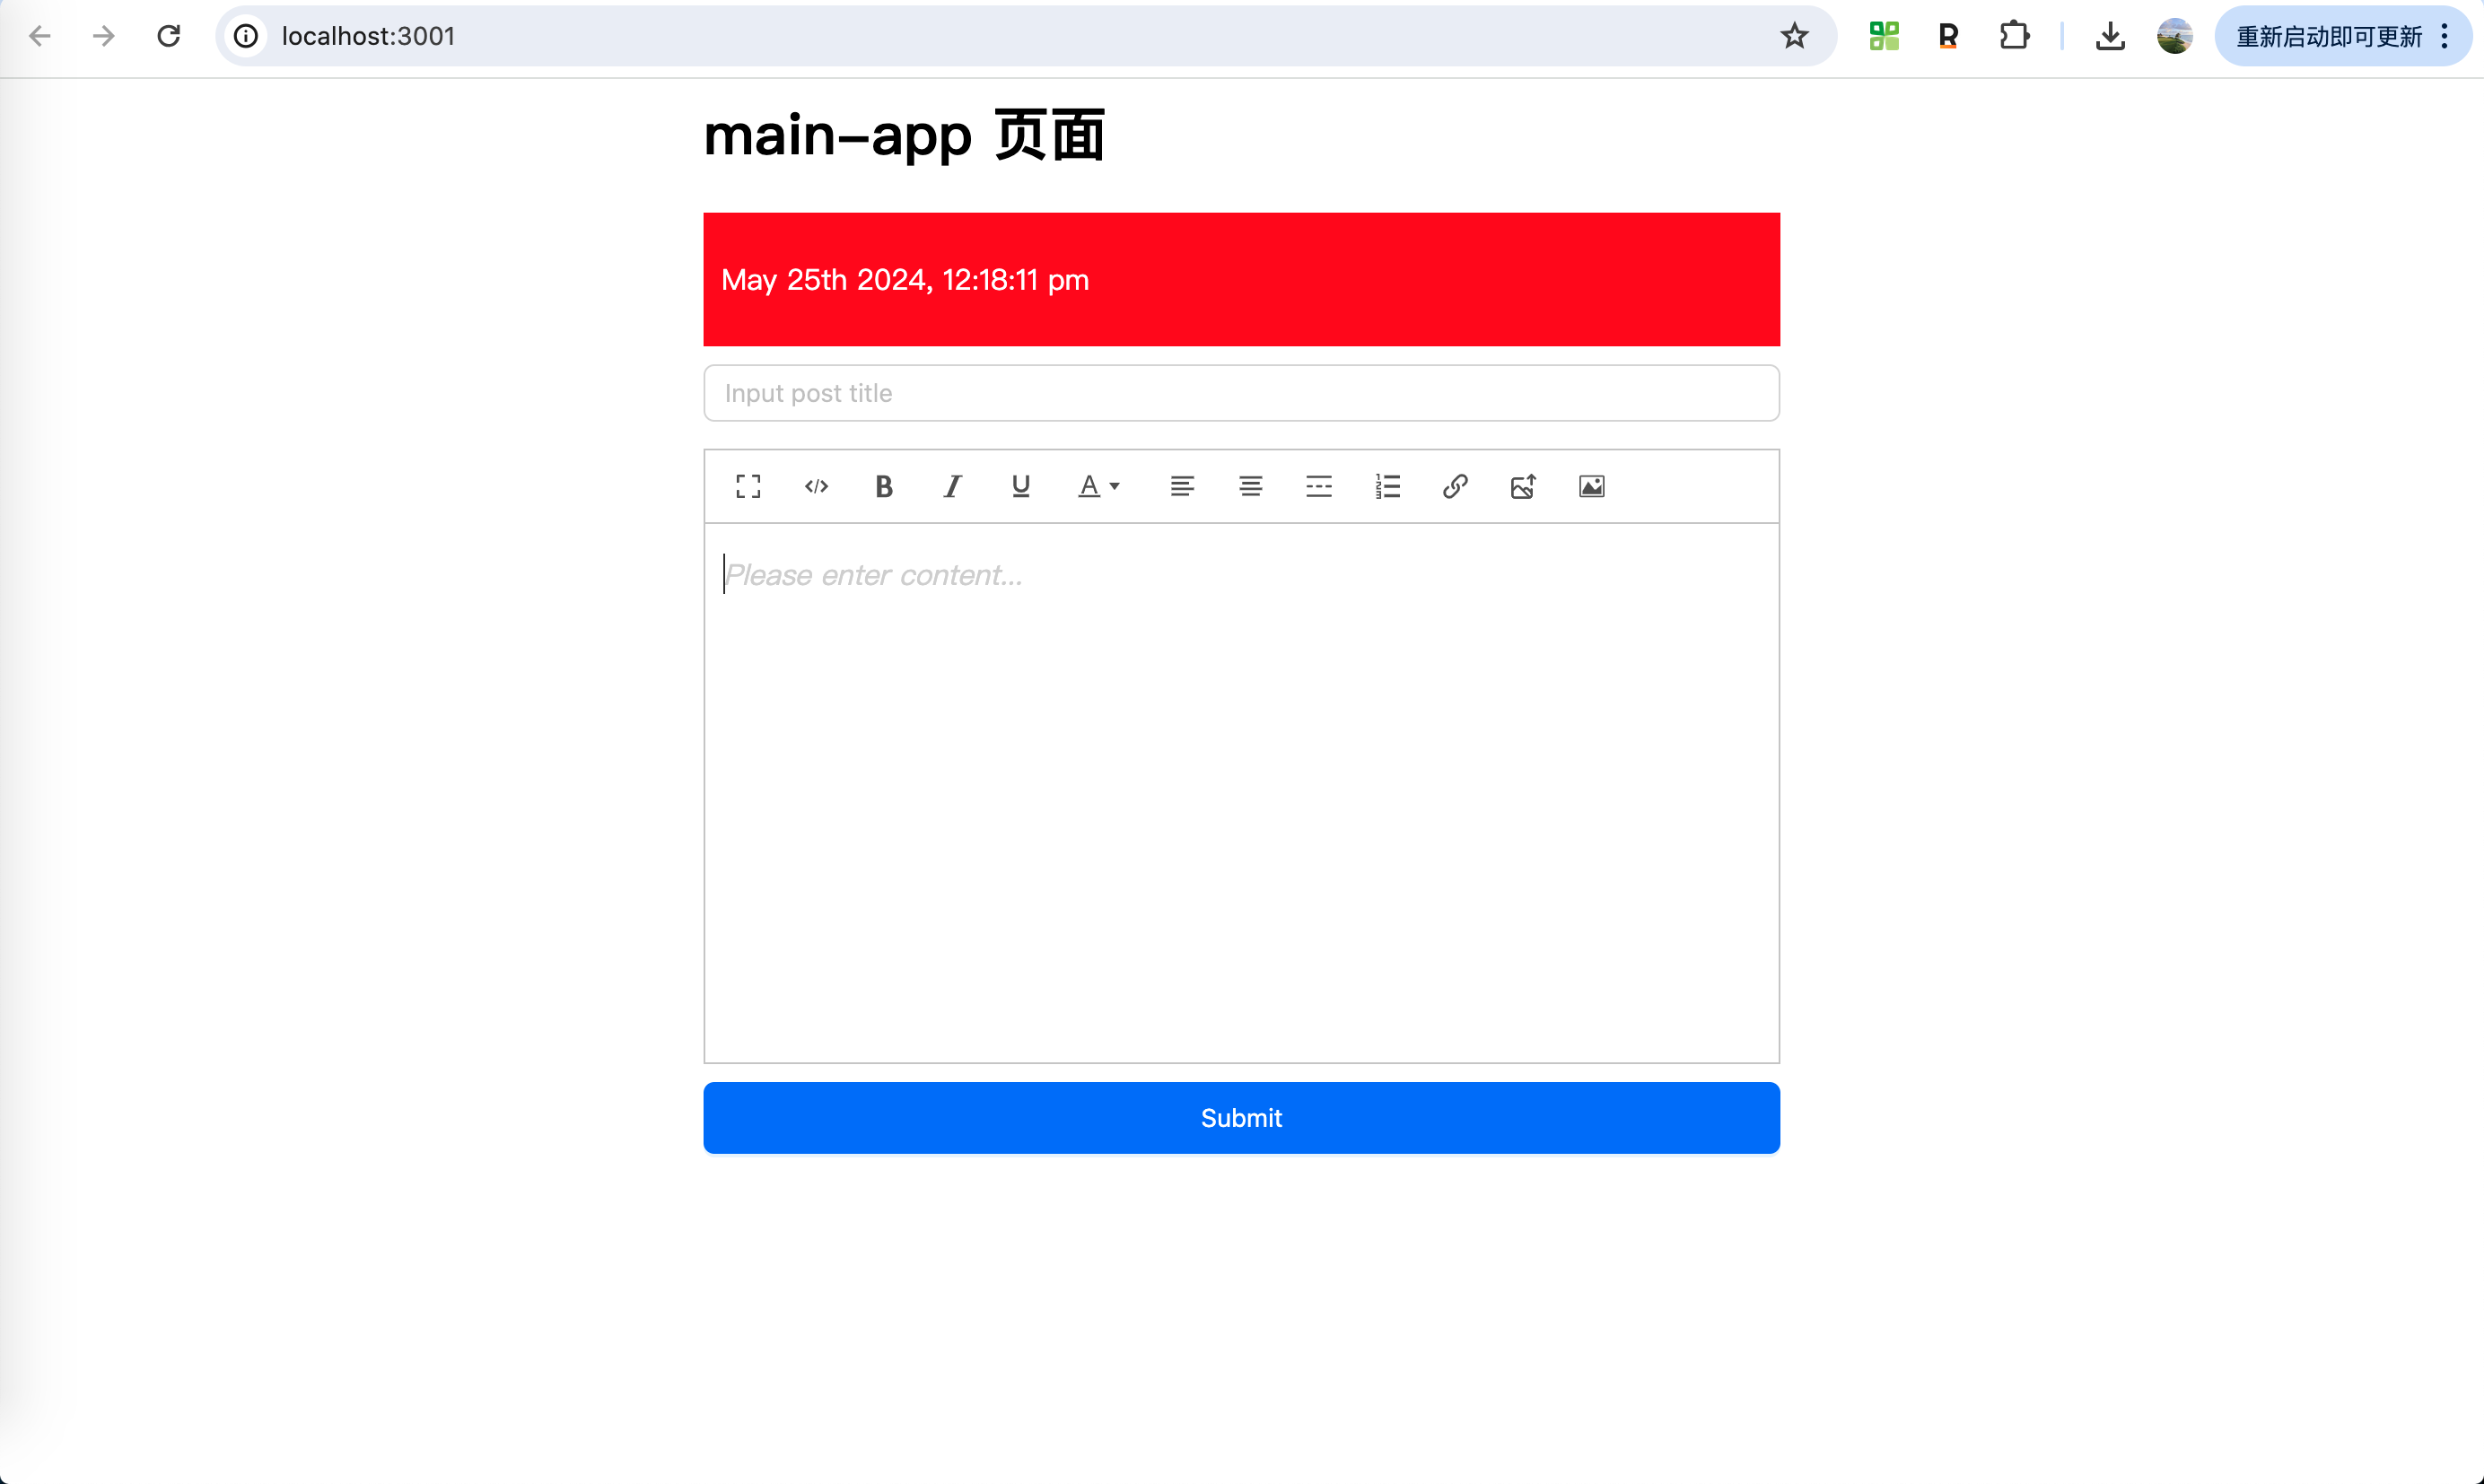 localhost:3001
重新启动即可更新
main-app 页面
May 25th 2024, 12:18:11 pm
Input post title
Please enter content...
Submit